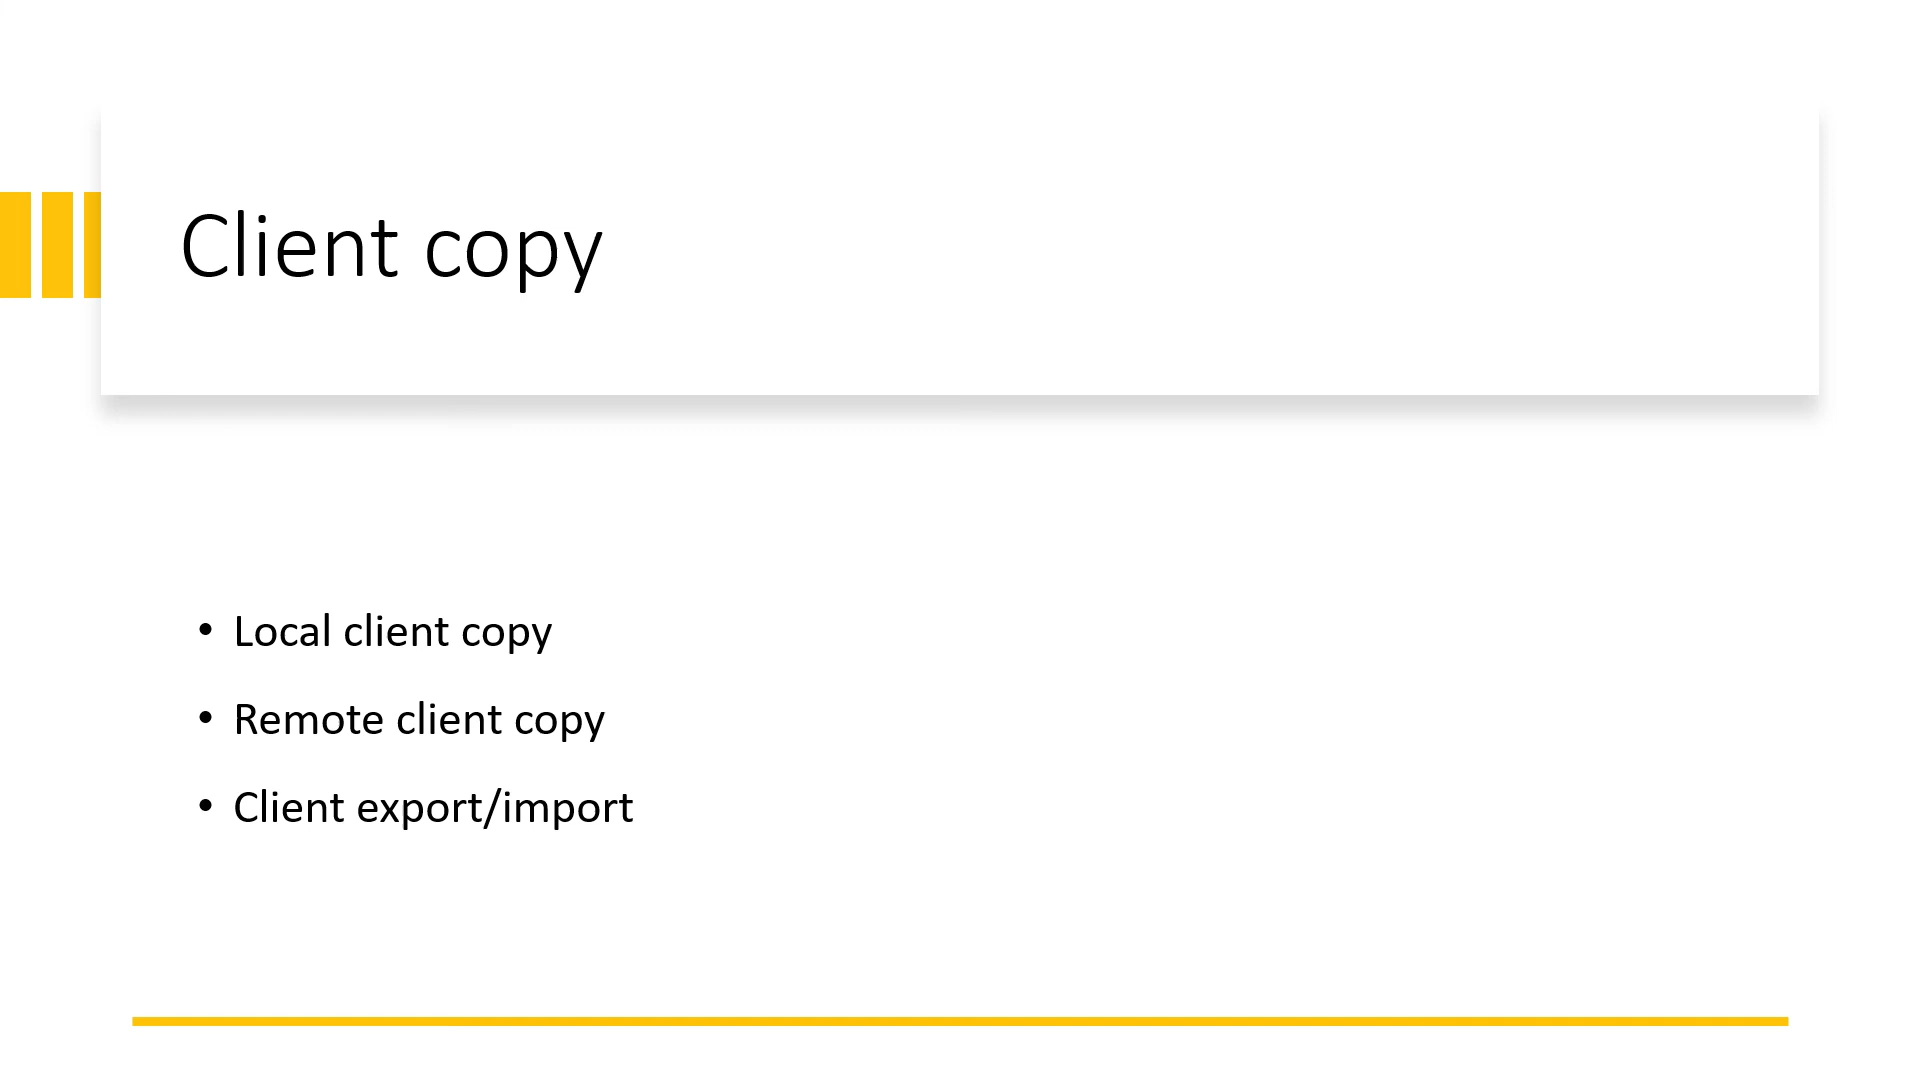 Client copy
• Local client copy
• Remote client copy
• Client export/import